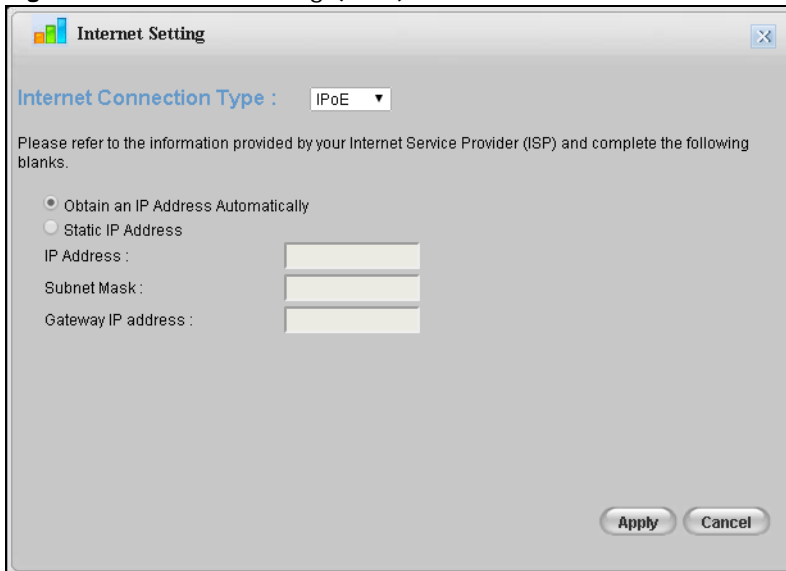 Internet Setting
Internet Connection Type : IPoE
Please refer to the information provided by your Internet Service Provider (ISP) and complete the following
blanks.
Obtain an IP Address Automatically
Static IP Address
IP Address :
Subnet Mask :
Gateway IP address :
Apply Cancel